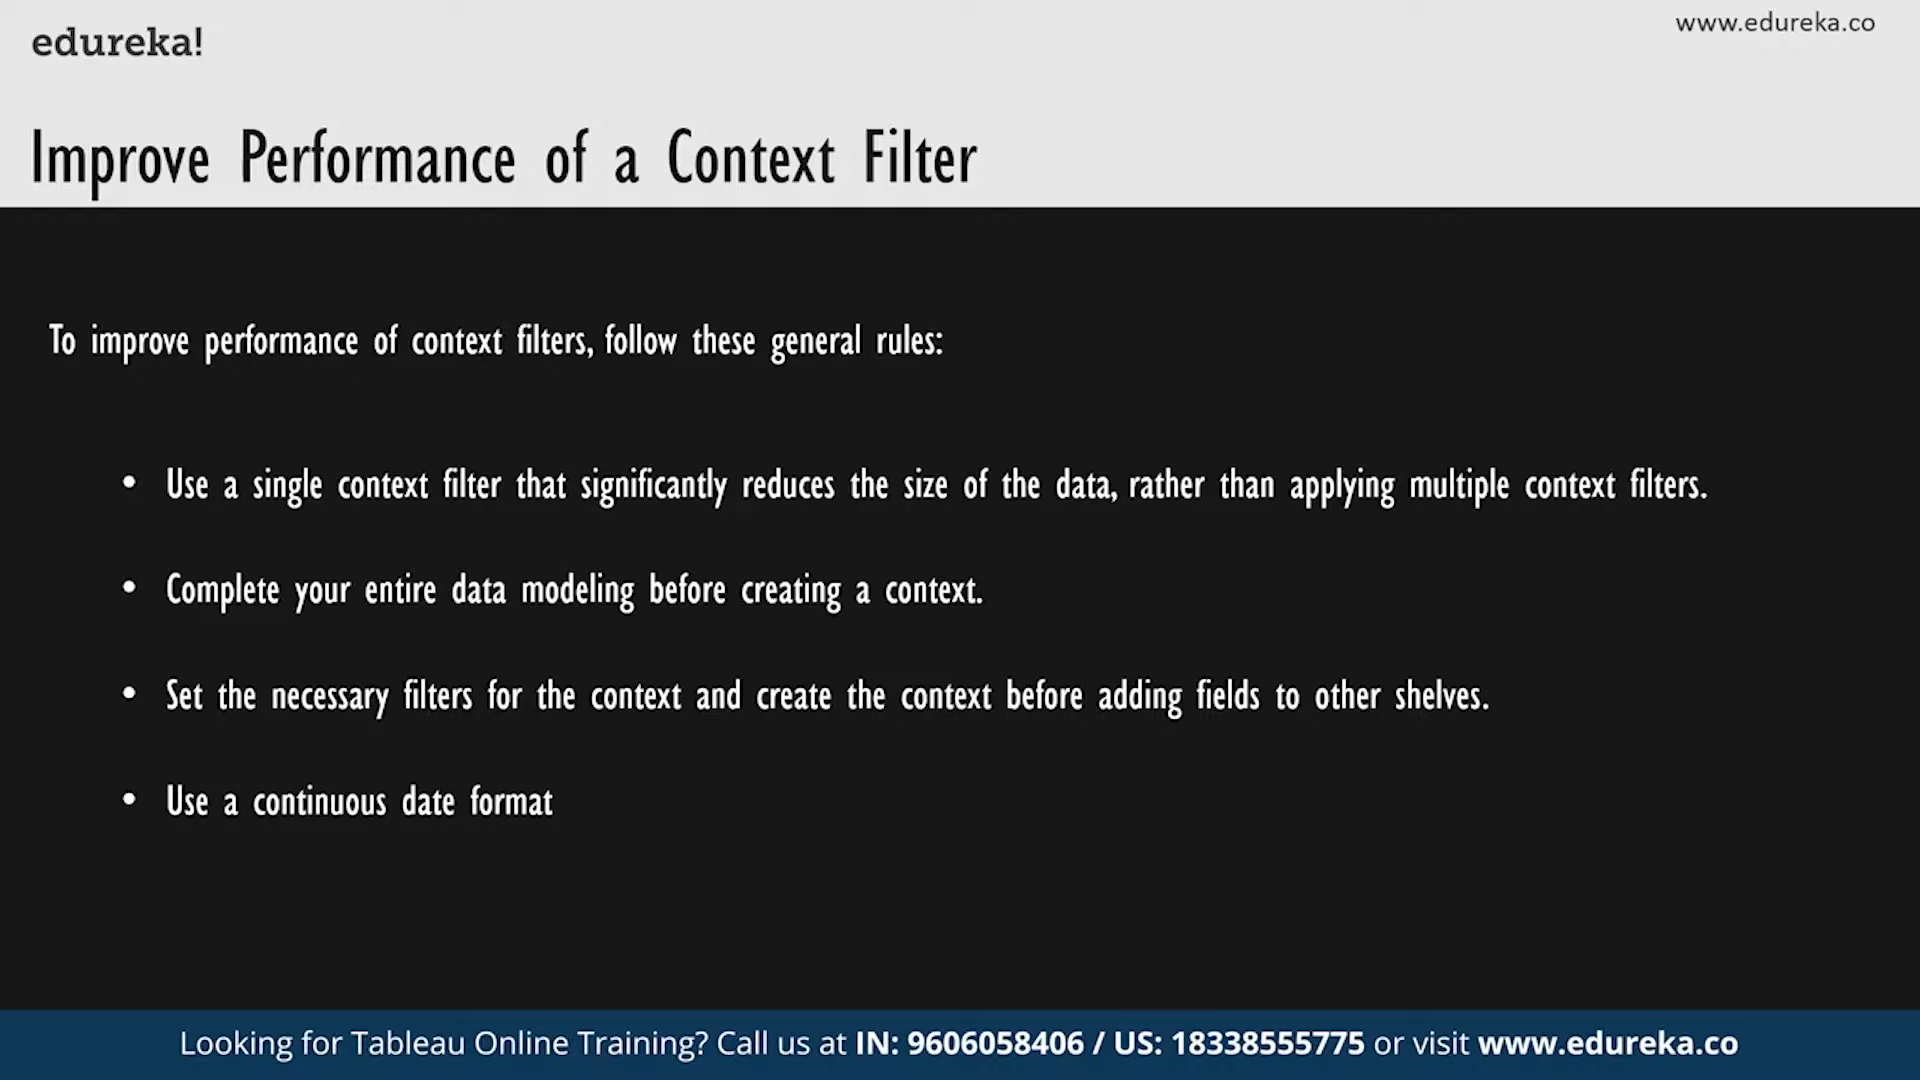 edureka!
www.edureka.co
Improve Performance of a Context Filter
To improve performance of context filters, follow these general rules:
• Use a single context filter that significantly reduces the size of the data, rather than applying multiple context filters.
• Complete your entire data modeling before creating a context.
• Set the necessary filters for the context and create the context before adding fields to other shelves.
• Use a continuous date format
Looking for Tableau Online Training? Call us at IN: 9606058406 / US: 18338555775 or visit www.edureka.co